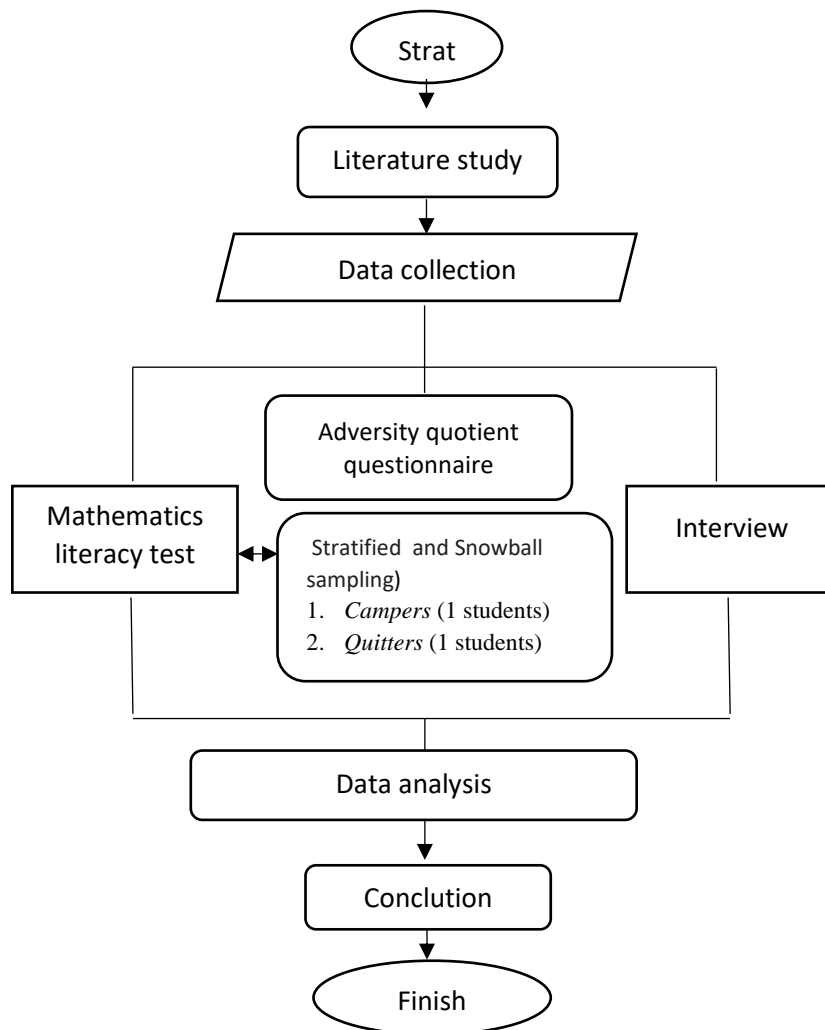 Strat
Literature study
Data collection
Adversity quotient
questionnaire
Mathematics
literacy test
Interview
Stratified and Snowball
sampling)
1. Campers (1 students)
2. Quitters (1 students)
Data analysis
Conclution
Finish